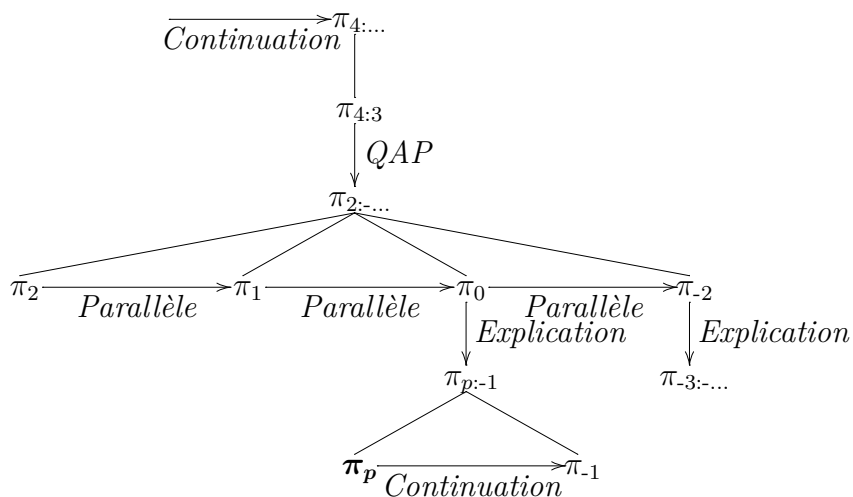 π4:...
Continuation
π4:3
QAP
π2:-...
π2 π1 π0 π-2
Parallèle Parallèle Parallèle
Explication Explication
πp:-1 π-3:-...
πp π-1
Continuation